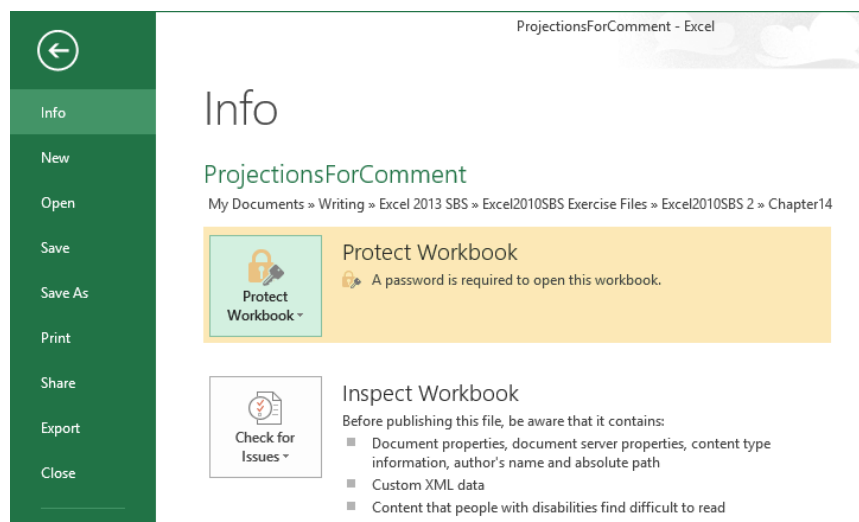 ProjectionsForComment - Excel
Info
New
Open
Save
Save As
Print
Share
Export
Close
Info
ProjectionsForComment
My Documents » Writing » Excel 2013 SBS » Excel2010SBS Exercise Files » Excel2010SBS 2 » Chapter14
Protect
Workbook
Protect Workbook
A password is required to open this workbook.
Check for
Issues
Inspect Workbook
Before publishing this file, be aware that it contains:
Document properties, document server properties, content type
information, author's name and absolute path
Custom XML data
Content that people with disabilities find difficult to read